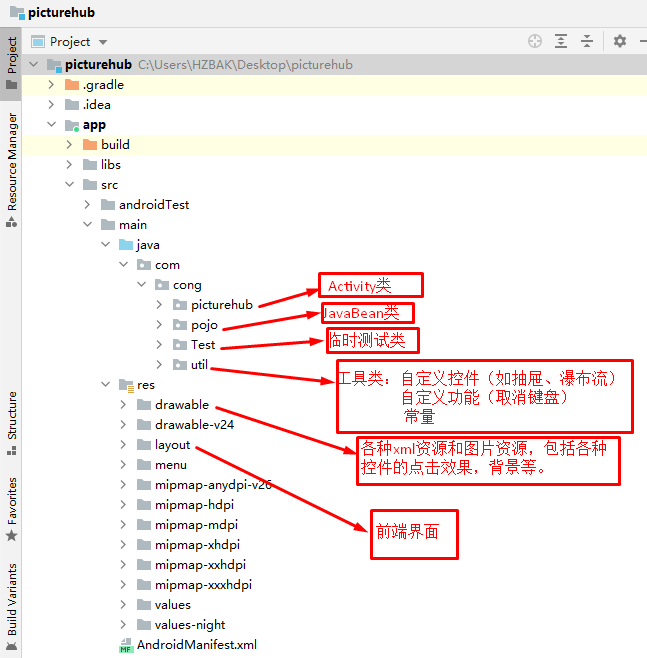 picturehub
Project
Project
picturehub C:\Users\HZBAK\Desktop\picturehub
.gradle
.idea
app
build
libs
Resource Manager
src
androidTest
main
java
com
cong
picturehub
Activity类
pojo
JavaBean类
Test
临时测试类
util
工具类：自定义控件（如抽屉、瀑布流）
自定义功能（取消键盘）
常量
res
drawable
各种xml资源和图片资源，包括各种
控件的点击效果，背景等。
drawable-v24
Structure
layout
前端界面
menu
mipmap-anydpi-v26
mipmap-hdpi
Favorites
mipmap-mdpi
mipmap-xhdpi
mipmap-xxhdpi
mipmap-xxxhdpi
values
Build Variants
values-night
MF AndroidManifest.xml